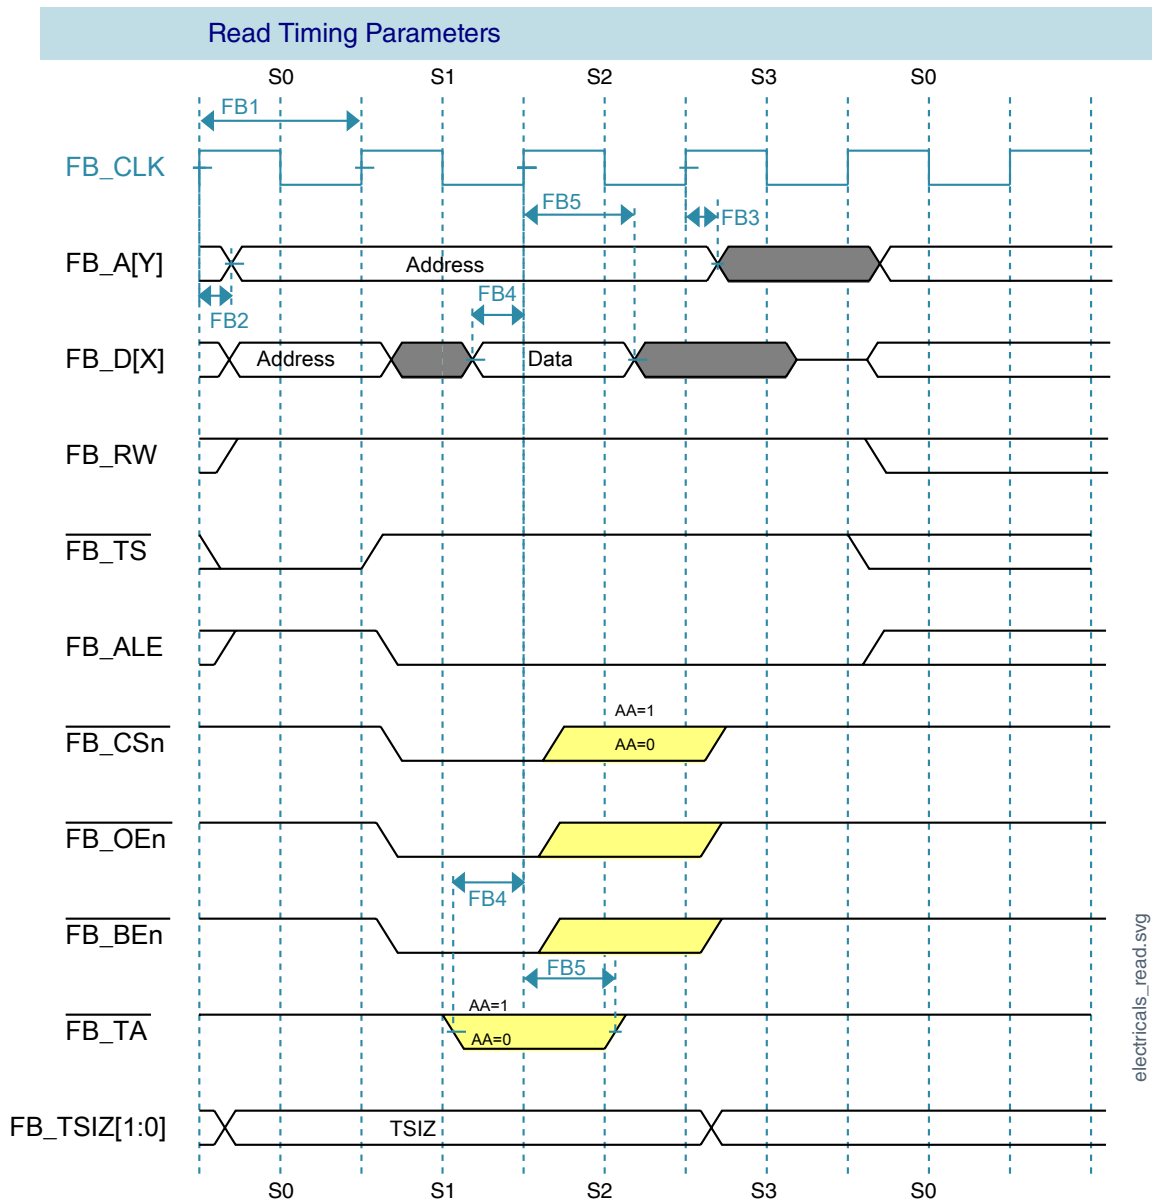 Read Timing Parameters
S0 S1 S2 S3 S0
FB1
FB_CLK
FB5
FB3
FB_A[Y]
Address
FB4
FB2
FB_D[X]
Address
Data
FB_RW
FB_TS
FB_ALE
AA=1
FB_CSn
AA=0
FB_OEn
FB4
FB_BEn
FB5
AA=1
FB_TA
AA=0
FB_TSIZ[1:0]
TSIZ
S0 S1 S2 S3 S0
electricals_read.svg